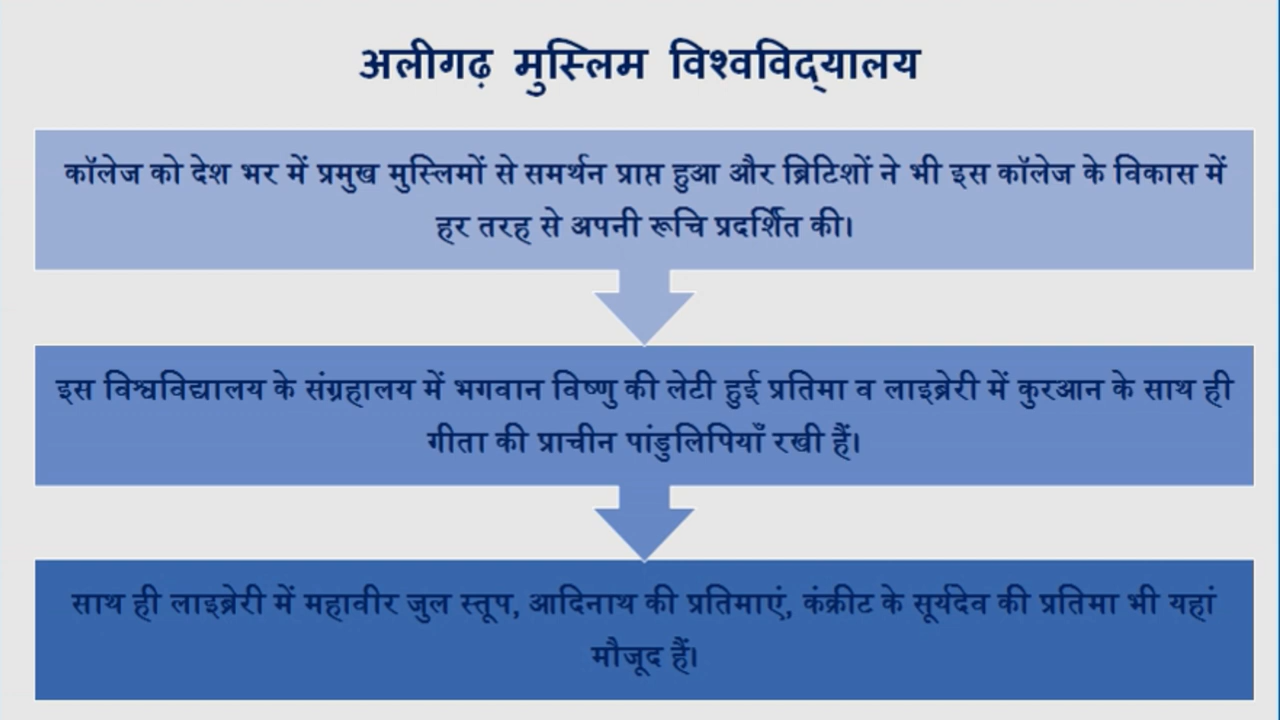 अलीगढ़ मुस्लिम विश्वविद्यालय
कॉलेज को देश भर में प्रमुख मुस्लिमों से समर्थन प्राप्त हुआ और ब्रिटिशों ने भी इस कॉलेज के विकास में
हर तरह से अपनी रूचि प्रदर्शित की।
इस विश्वविद्यालय के संग्रहालय में भगवान विष्णु की लेटी हुई प्रतिमा व लाइब्रेरी में कुरआन के साथ ही
गीता की प्राचीन पांडुलिपियाँ रखी हैं।
साथ ही लाइब्रेरी में महावीर जुल स्तूप, आदिनाथ की प्रतिमाएं, कंक्रीट के सूर्यदेव की प्रतिमा भी यहां
मौजूद हैं।